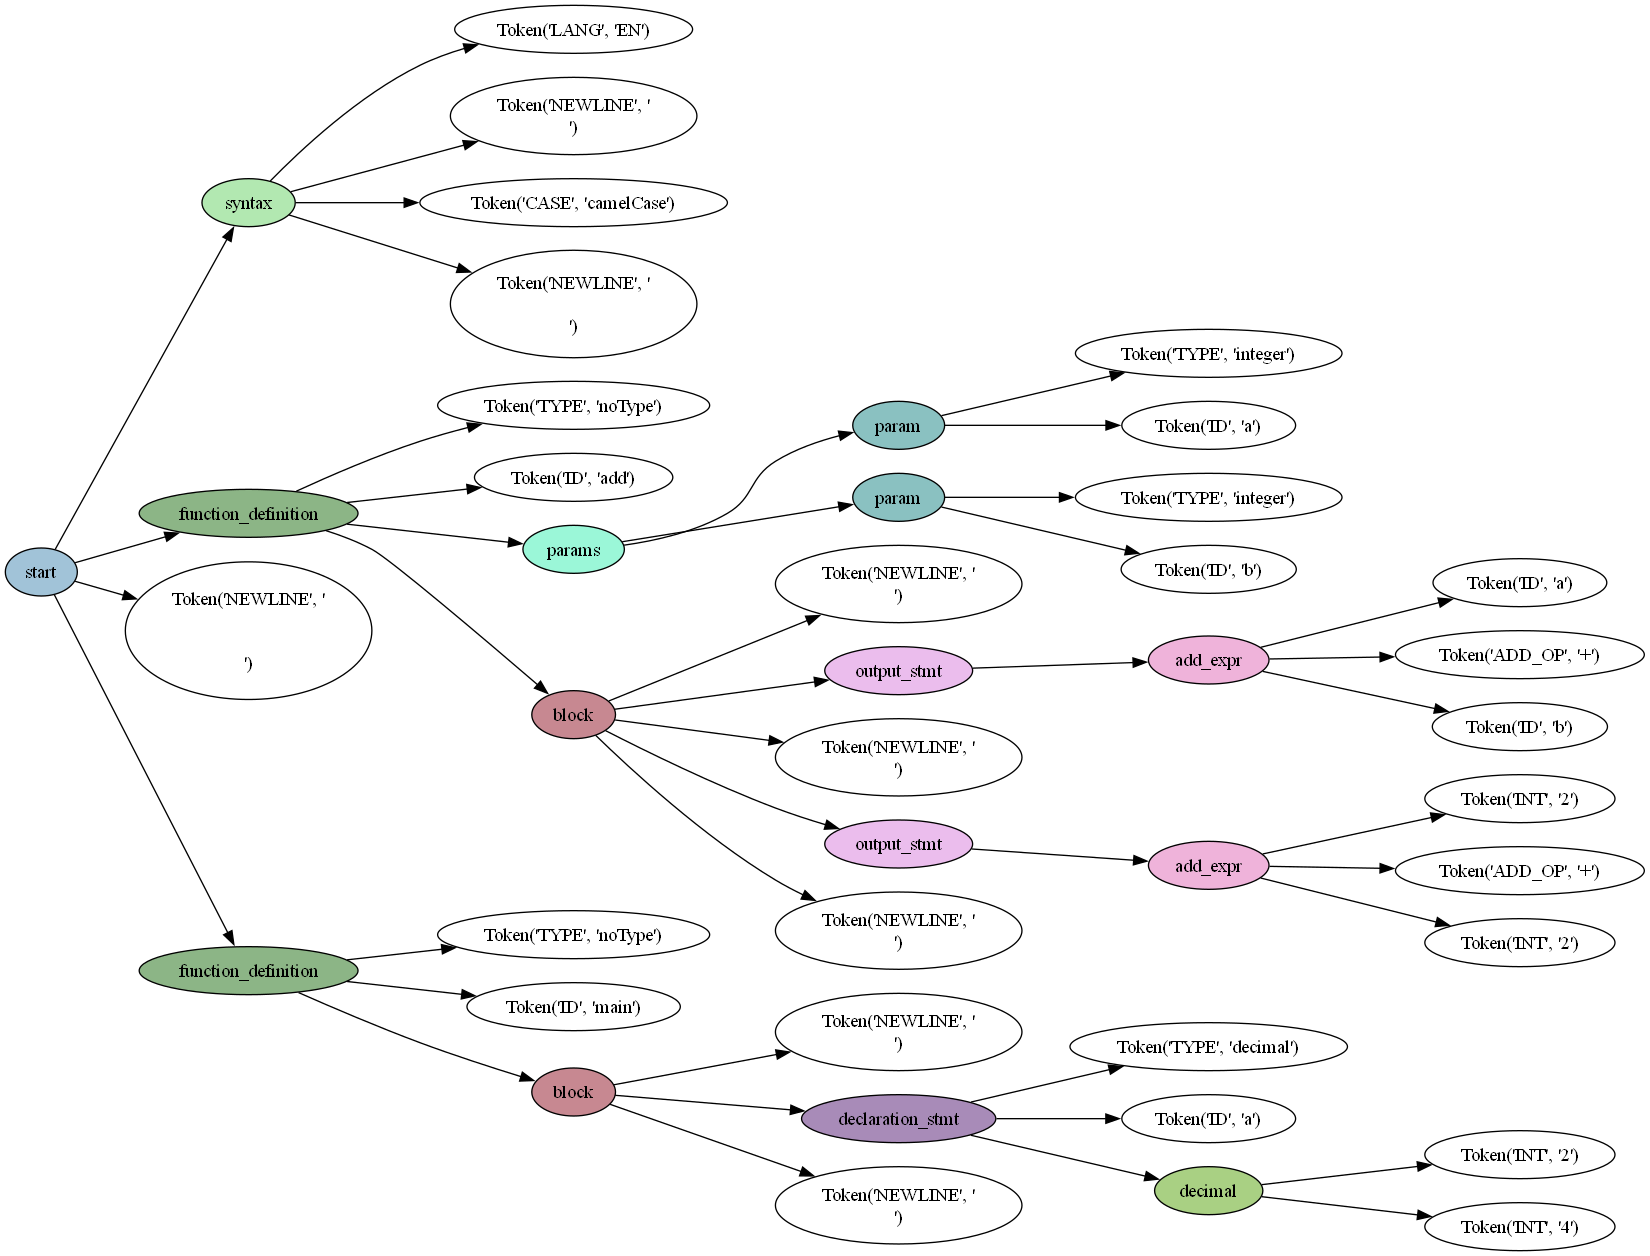 Token('LANG', 'EN')
Token('NEWLINE', '
')
syntax
Token('CASE', 'camelCase')
Token('NEWLINE', '
')
Token('TYPE', 'noType')
Token('ID', 'add')
function_definition
params
param
Token('TYPE', 'integer')
Token('ID', 'a')
param
Token('TYPE', 'integer')
Token('ID', 'b')
start
Token('NEWLINE', '
')
block
Token('NEWLINE', '
')
output_stmt
add_expr
Token('ID', 'a')
Token('ADD_OP', '+')
Token('ID', 'b')
Token('NEWLINE', '
')
output_stmt
add_expr
Token('INT', '2')
Token('ADD_OP', '+')
Token('INT', '2')
Token('NEWLINE', '
')
function_definition
Token('TYPE', 'noType')
Token('ID', 'main')
block
Token('NEWLINE', '
')
declaration_stmt
Token('TYPE', 'decimal')
Token('ID', 'a')
decimal
Token('INT', '2')
Token('INT', '4')
Token('NEWLINE', '
')